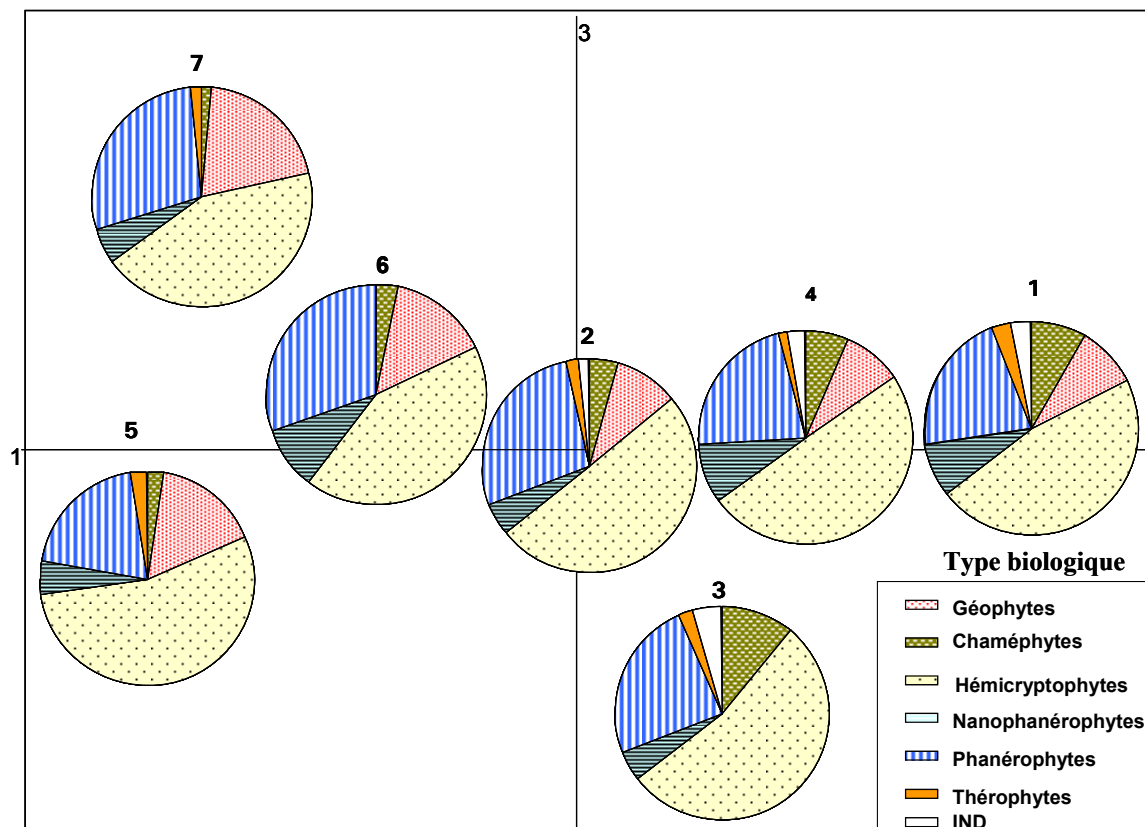 3
7
6
4
1
2
5
1
3
Type biologique
Géophytes
Chaméphytes
Hémicryptophytes
Nanophanérophytes
Phanérophytes
Thérophytes
IND